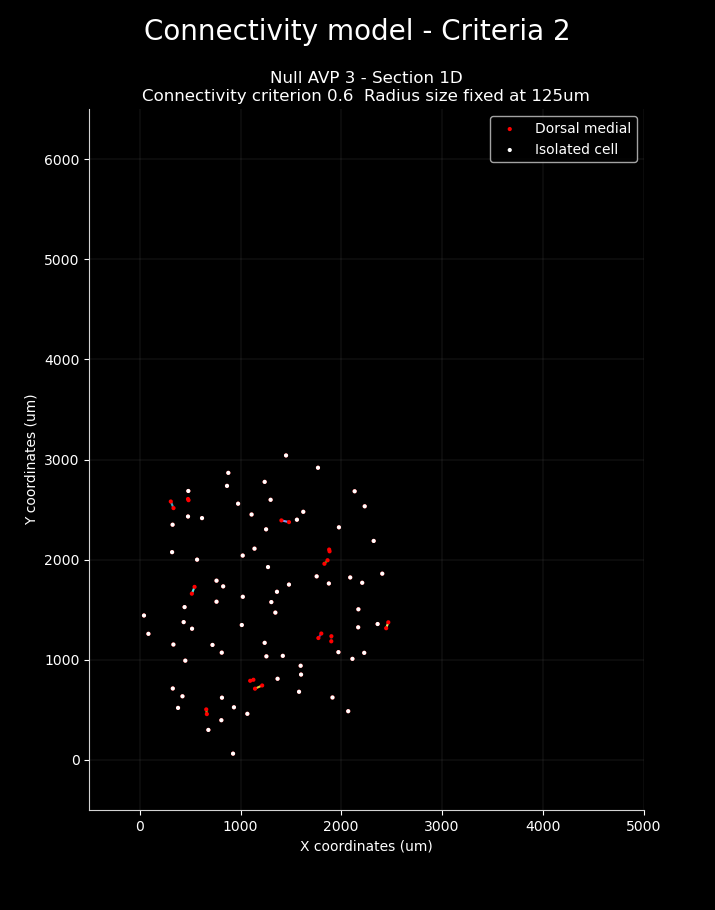 Connectivity model - Criteria 2
Null AVP 3 - Section 1D
Connectivity criterion 0.6  Radius size fixed at 125um
Dorsal medial
Isolated cell
6000
5000
4000
3000
2000
1000
0
Y coordinates (um)
0 1000 2000 3000 4000 5000
X coordinates (um)